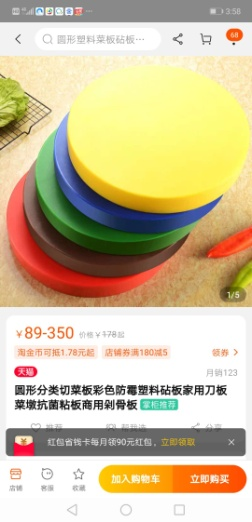 3:58
圆形塑料菜板砧板…
68
1/5
￥89-350 价格￥178起
淘金币可抵1.78元起 店铺券满180减5 领券 >
天猫 月销123
圆形分类切菜板彩色防霉塑料砧板家用刀板
菜墩抗菌粘板商用剁骨板 掌柜推荐
推荐 帮我选 分享
红包省钱卡每月领90元红包，立即领取
店铺 客服 收藏 加入购物车 立即购买